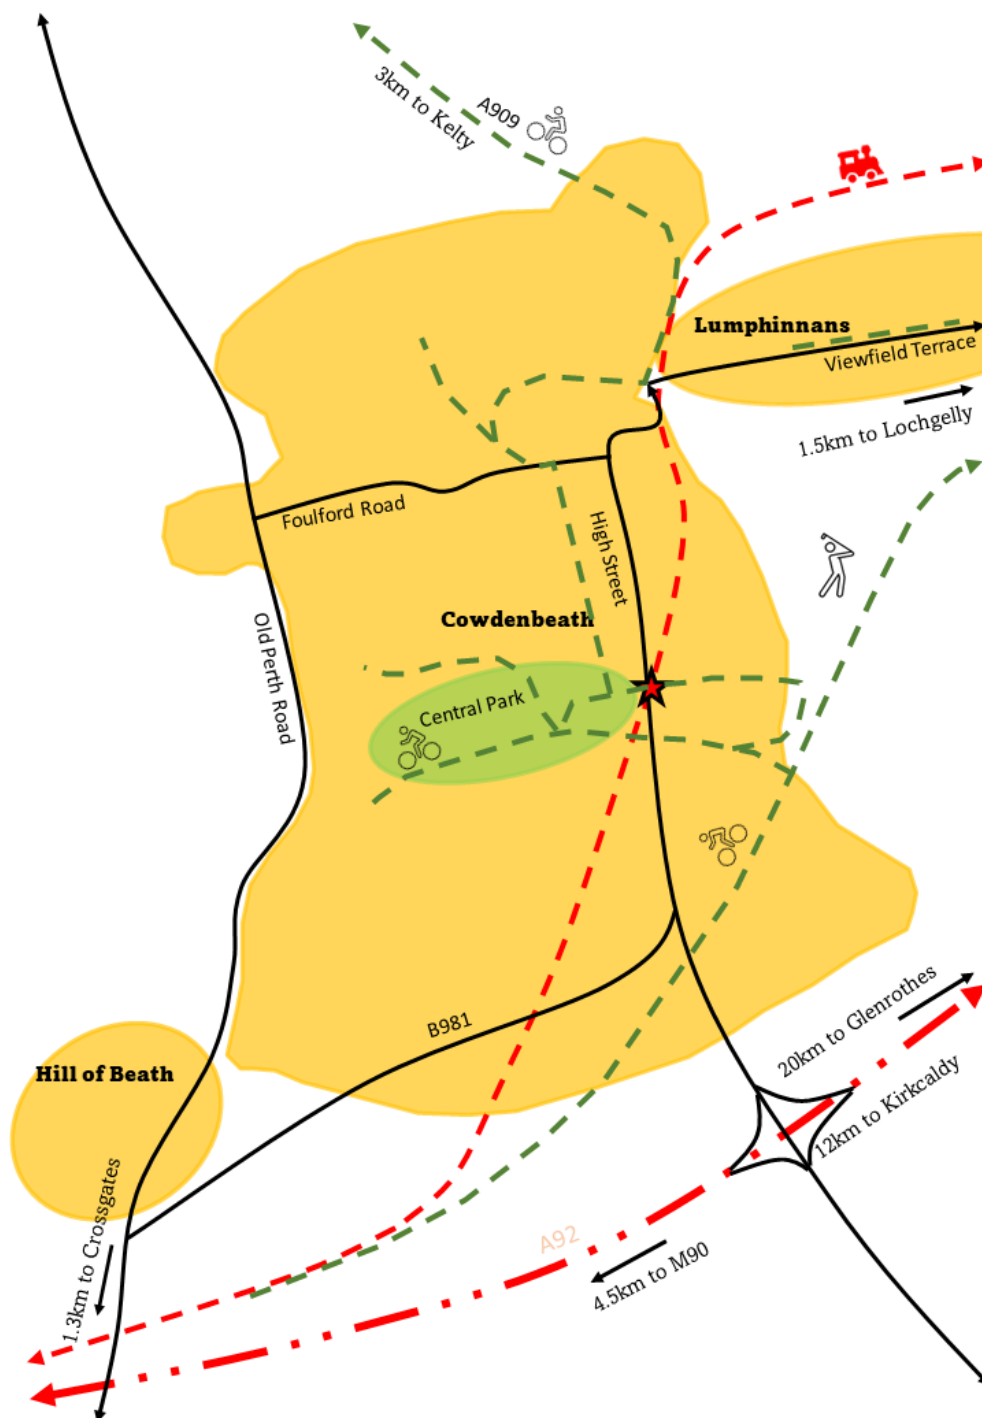 A909
3km to Kelty
Lumphinnans
Viewfield Terrace
1.5km to Lochgelly
Foulford Road
High Street
Cowdenbeath
Old Perth Road
Central Park
20km to Glenrothes
B981
Hill of Beath
12km to Kirkcaldy
1.3km to Crossgates
A92
4.5km to M90